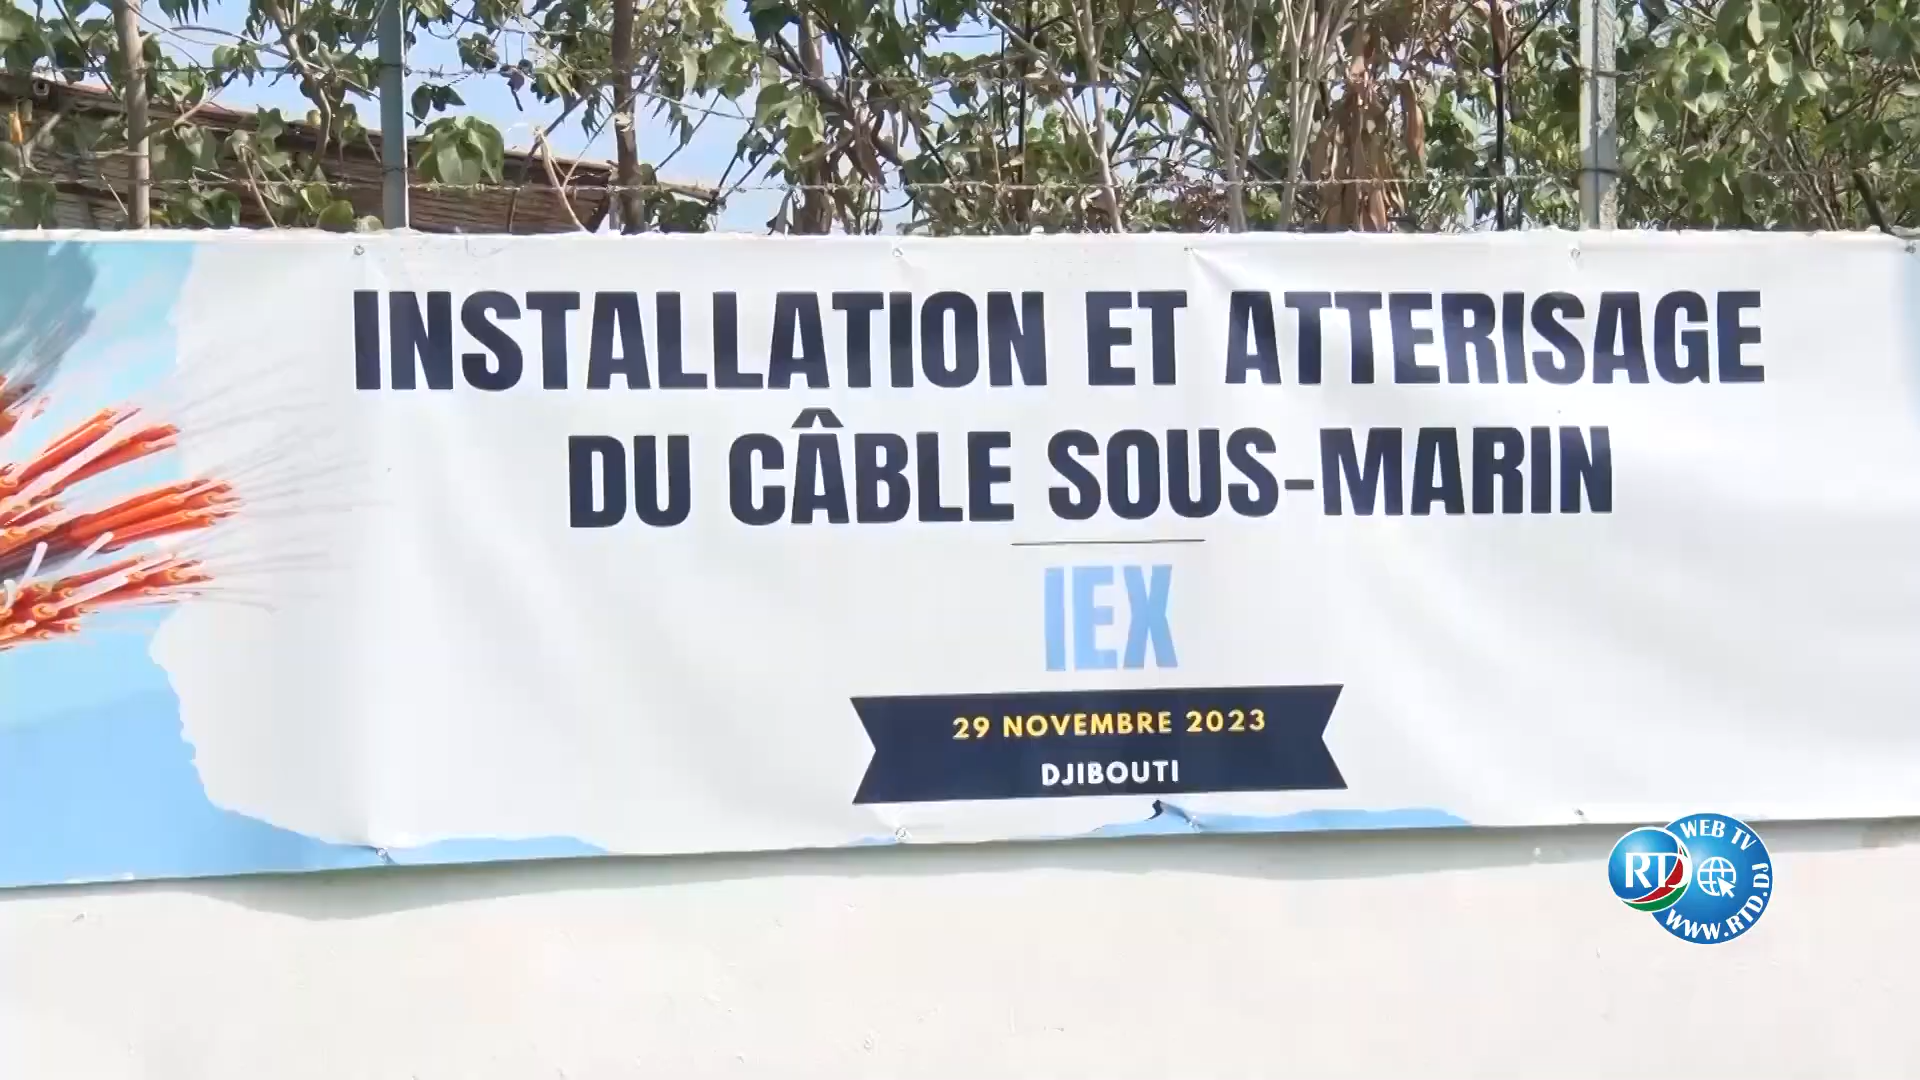 INSTALLATION ET ATTERISAGE
DU CÂBLE SOUS-MARIN
IEX
29 NOVEMBRE 2023
DJIBOUTI
WEB TV
RTD
WWW.RTD.DJ